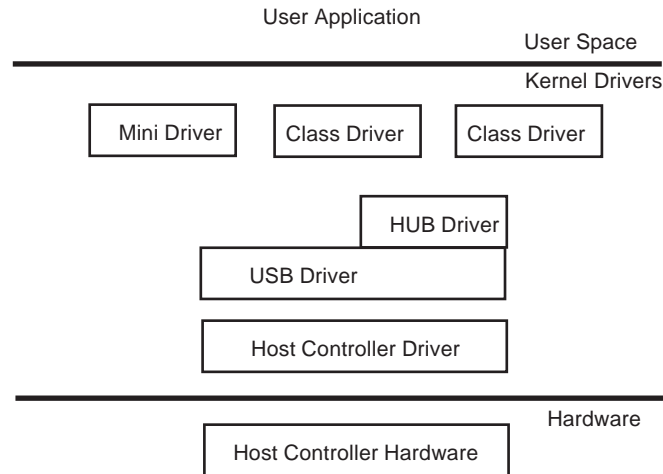 User Application
User Space
Kernel Drivers
Mini Driver
Class Driver
Class Driver
HUB Driver
USB Driver
Host Controller Driver
Hardware
Host Controller Hardware